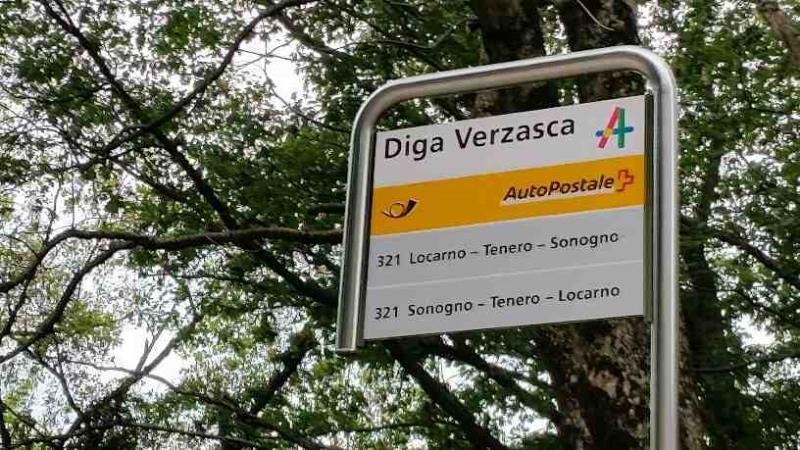 Diga Verzasca
AutoPostale
321 Locarno – Tenero – Sonogno
321 Sonogno – Tenero – Locarno